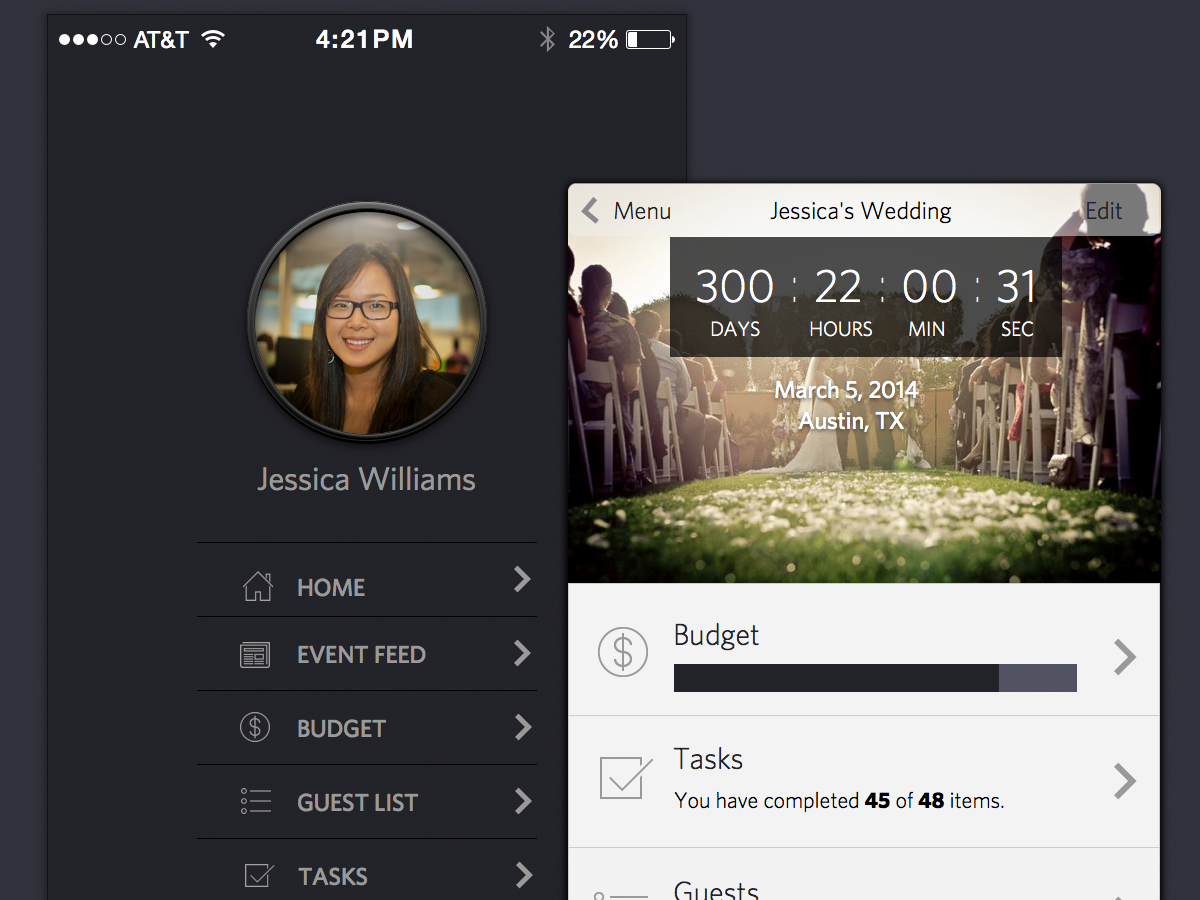 AT&T 4:21PM 22%
Jessica Williams
HOME
EVENT FEED
BUDGET
GUEST LIST
TASKS
Menu Jessica's Wedding Edit
300 : 22 : 00 : 31
DAYS HOURS MIN SEC
March 5, 2014
Austin, TX
Budget
Tasks
You have completed 45 of 48 items.
Guests